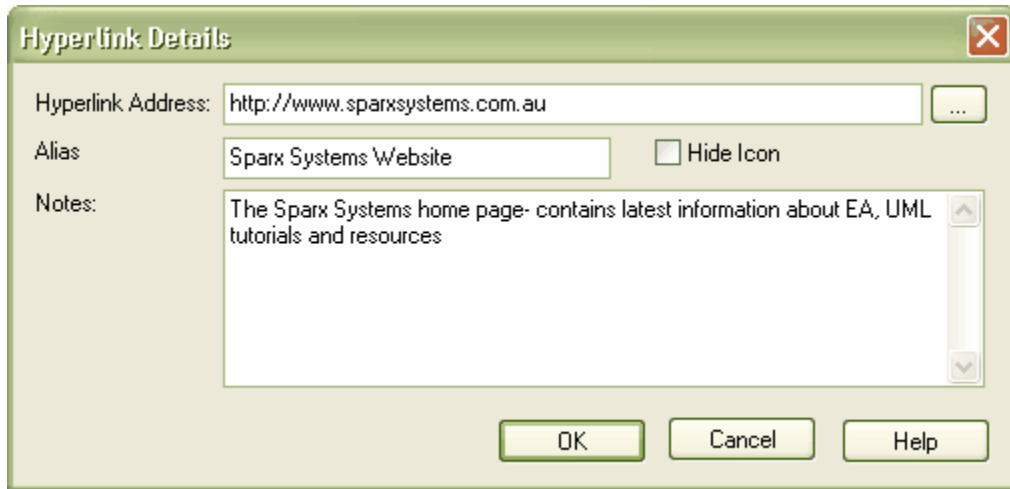 Hyperlink Details
Hyperlink Address: http://www.sparxsystems.com.au ...
Alias Sparx Systems Website Hide Icon
Notes: The Sparx Systems home page- contains latest information about EA, UML
tutorials and resources
OK Cancel Help